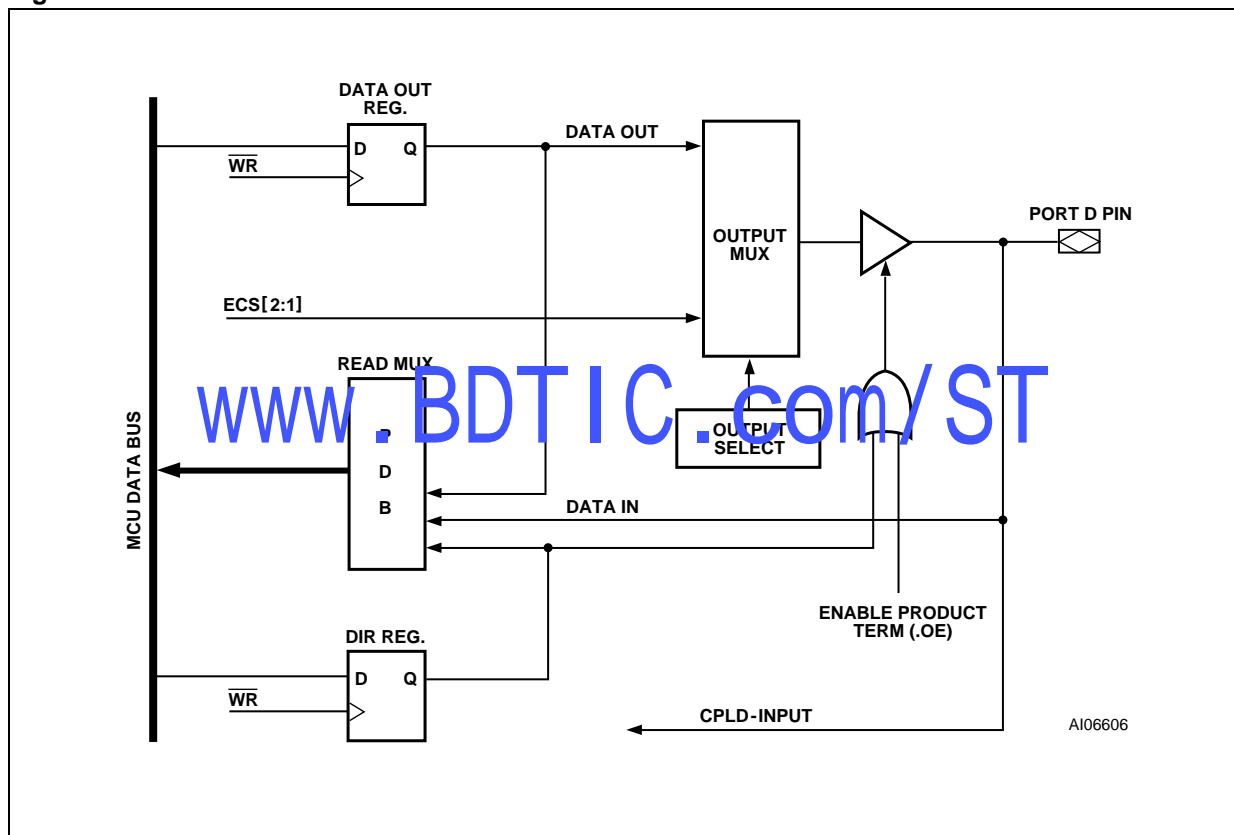 DATA OUT
REG.
D Q
WR
DATA OUT
OUTPUT
MUX
PORT D PIN
ECS[2:1]
READ MUX
P
D
B
OUTPUT
SELECT
www.BDTIC.com/ST
MCU DATA BUS
DATA IN
ENABLE PRODUCT
TERM (.OE)
DIR REG.
D Q
WR
CPLD-INPUT
AI06606